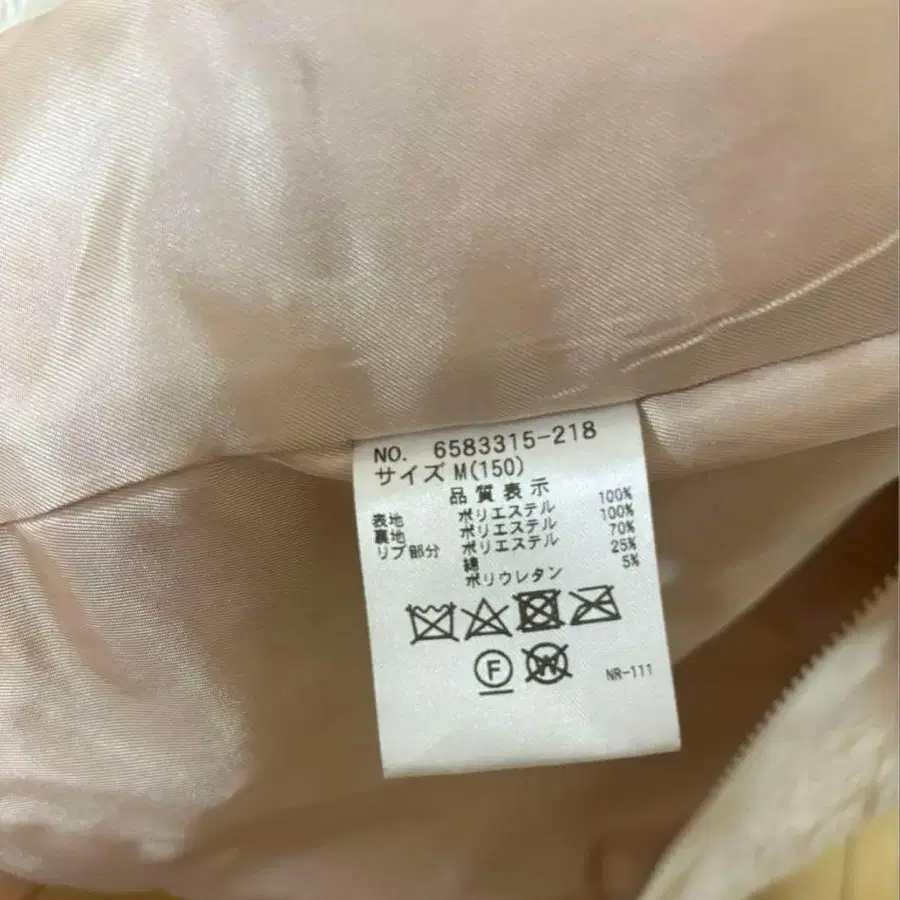 NO. 6583315-218
サイズ M(150)
品質表示
表地 ポリエステル 100%
裏地 ポリエステル 100%
リブ部分 ポリエステル 70%
綿 25%
ポリウレタン 5%
F W
NR-111